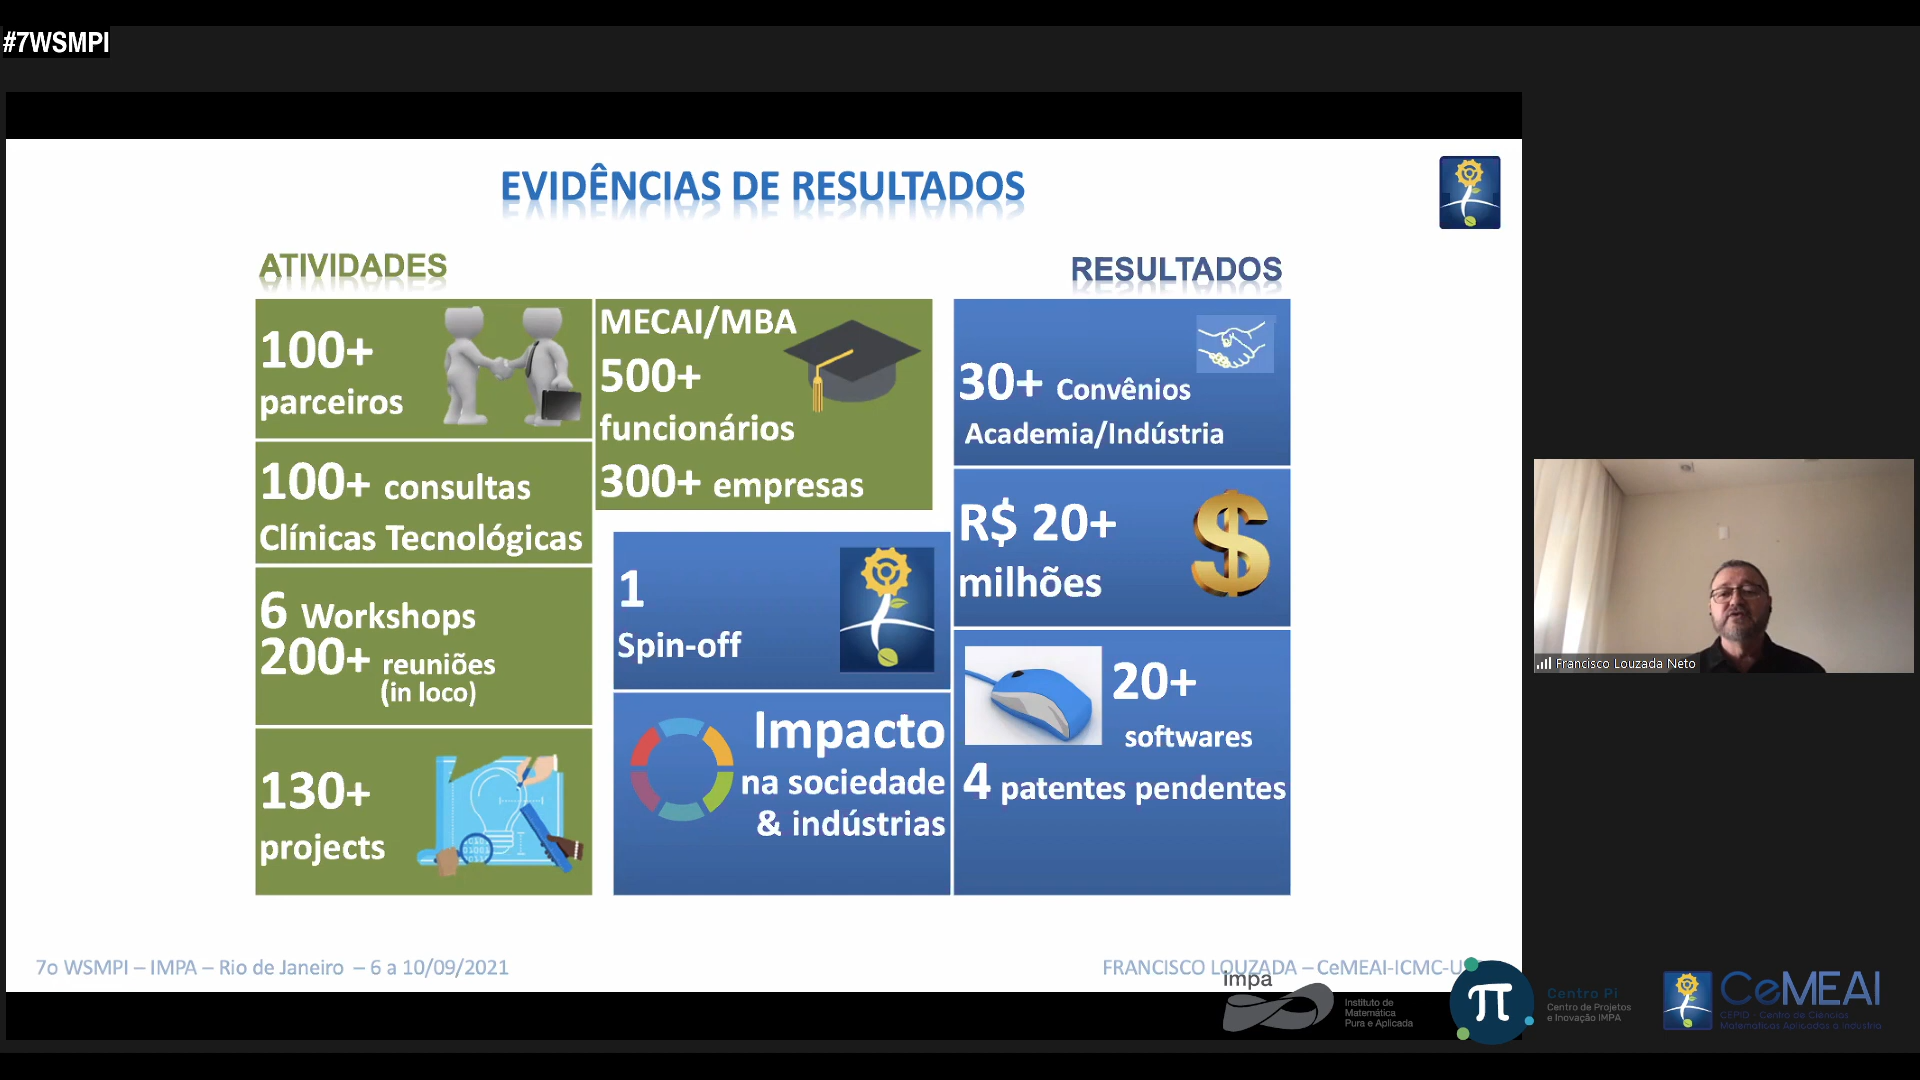 #7WSMPI
EVIDÊNCIAS DE RESULTADOS
ATIVIDADES
100+
parceiros
100+ consultas
Clínicas Tecnológicas
6 Workshops
200+ reuniões
(in loco)
130+
projects
MECAI/MBA
500+
funcionários
300+ empresas
1
Spin-off
Impacto
na sociedade
& indústrias
RESULTADOS
30+ Convênios
Academia/Indústria
R$ 20+
milhões
20+
softwares
4 patentes pendentes
Francisco Louzada Neto
7o WSMPI – IMPA – Rio de Janeiro – 6 a 10/09/2021
FRANCISCO LOUZADA – CeMEAI-ICMC-U
impa
Instituto de
Matemática
Pura e Aplicada
π
Centro Pi
Centro de Projetos
e Inovação IMPA
CeMEAI
CEPID - Centro de Ciências
Matemáticas Aplicadas à Indústria